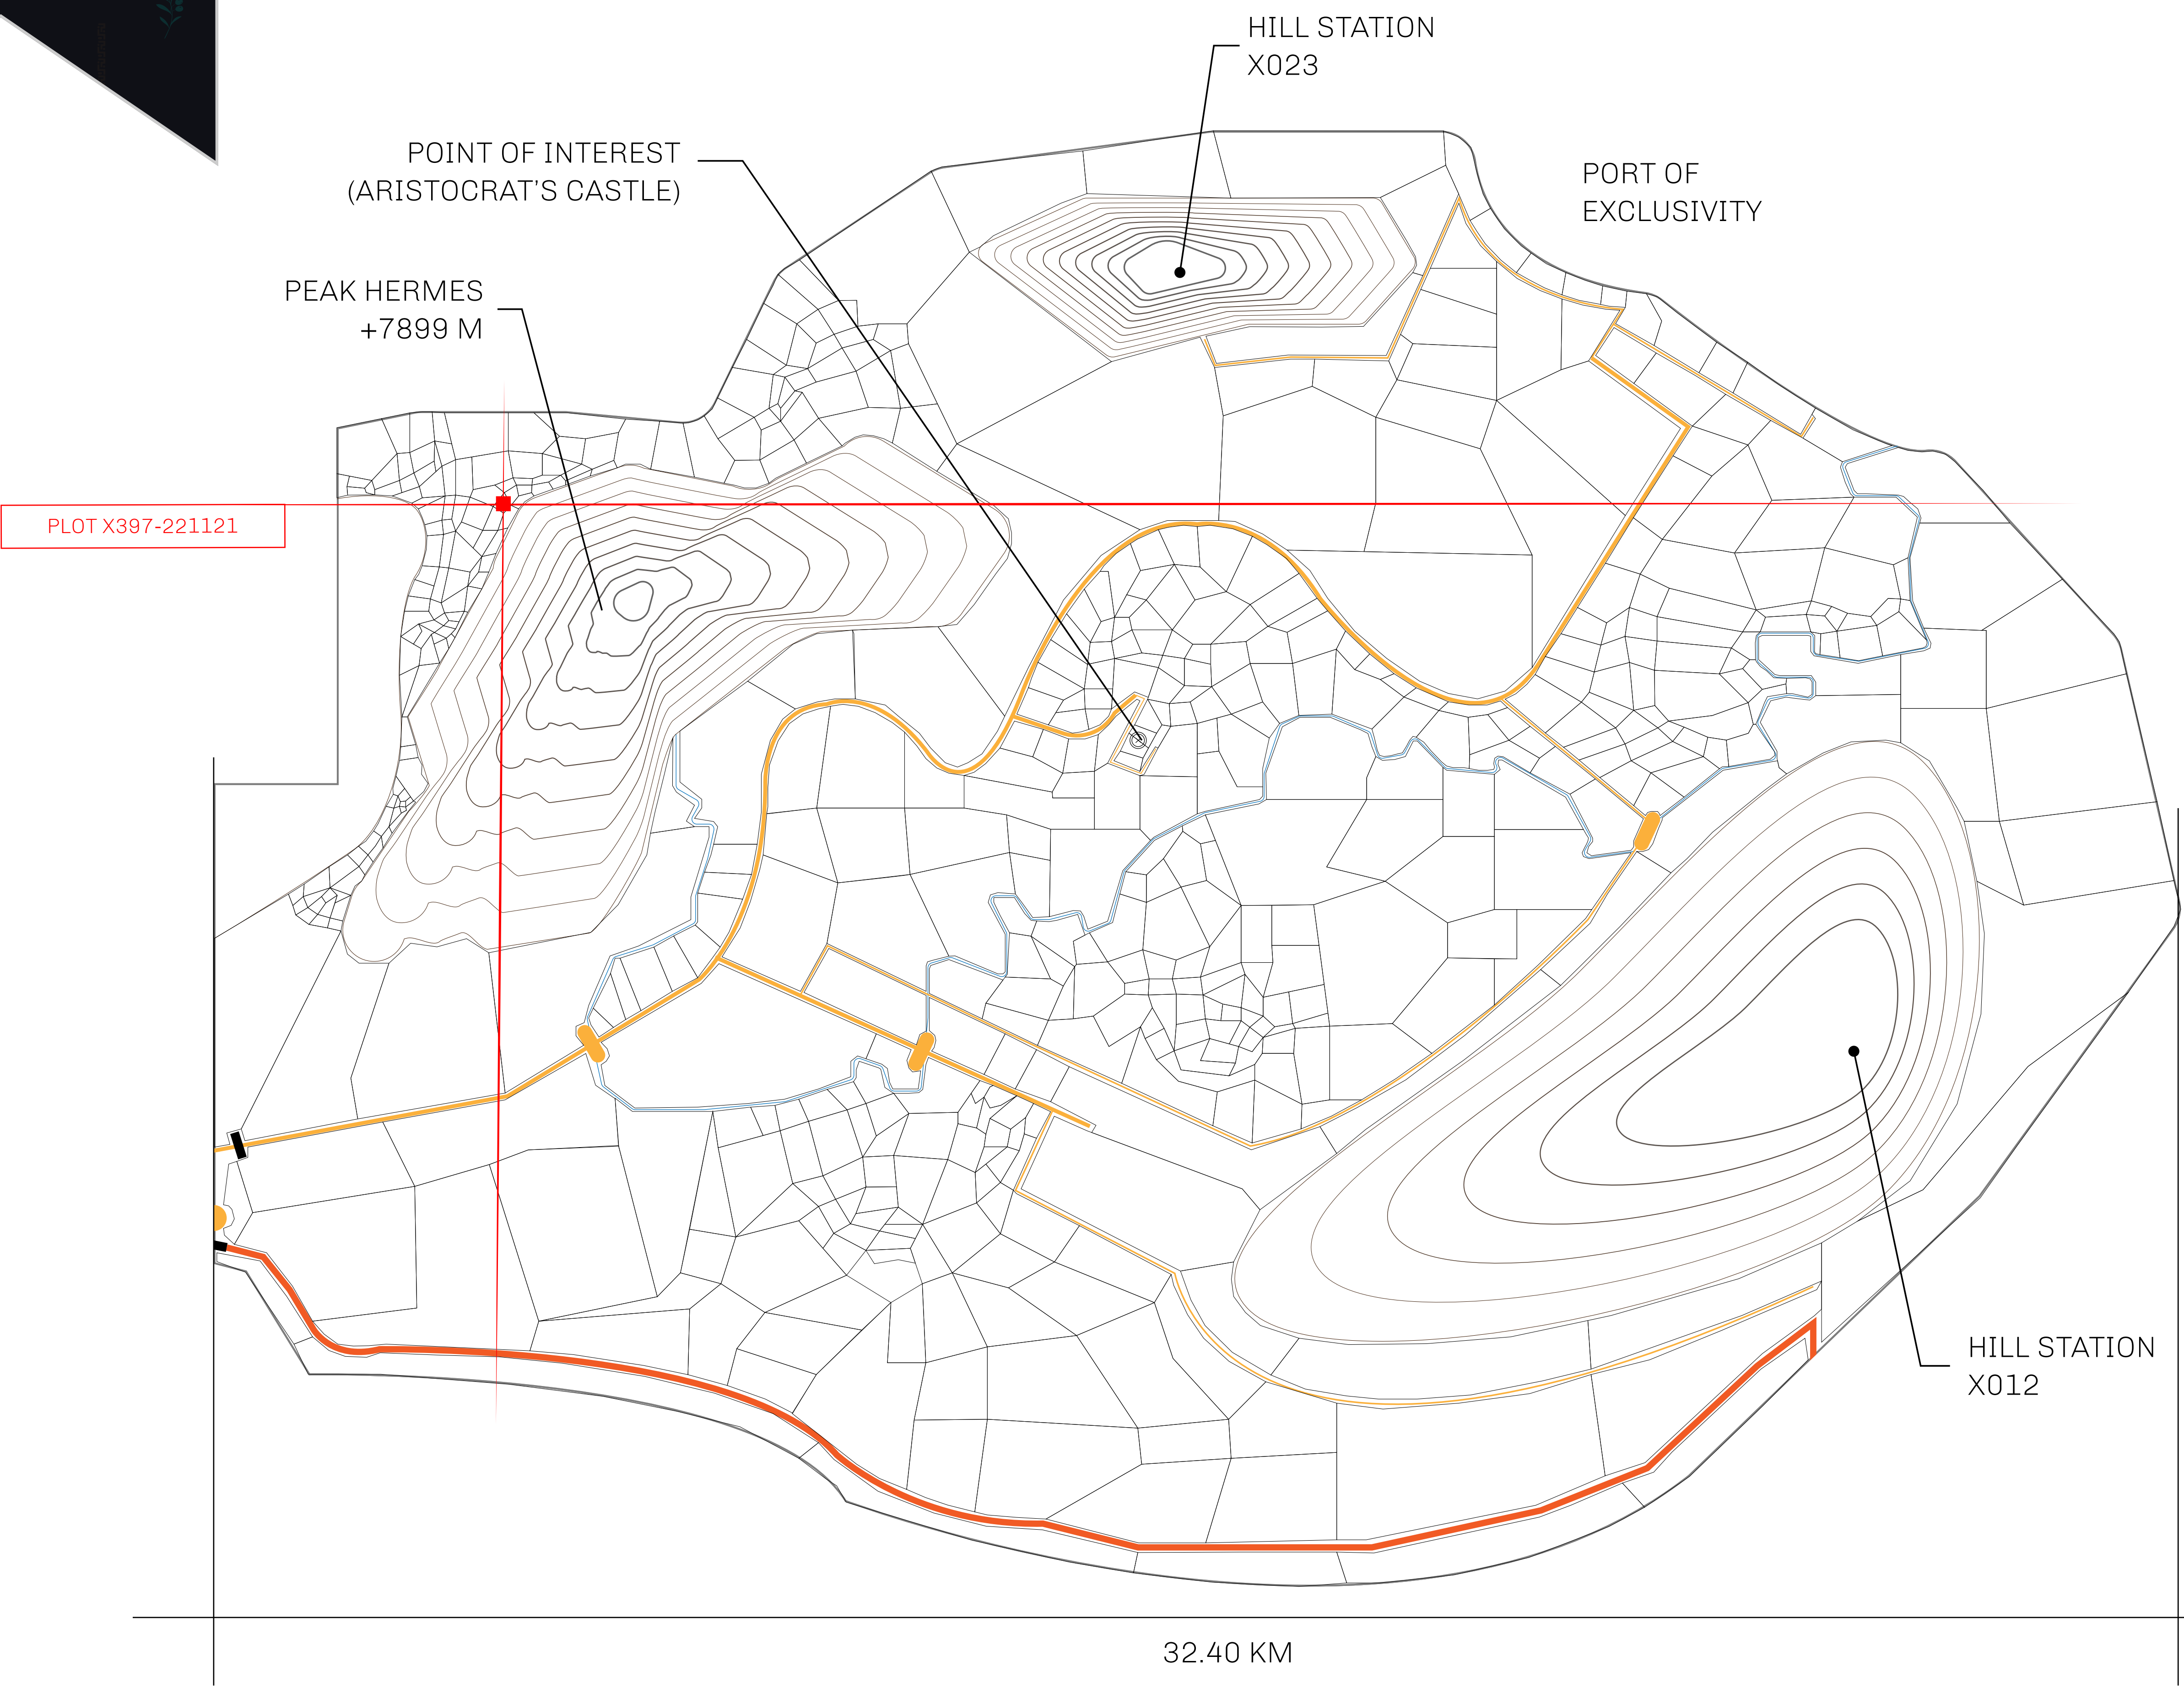 HILL STATION
X023
POINT OF INTEREST
(ARISTOCRAT'S CASTLE)
PORT OF
EXCLUSIVITY
PEAK HERMES
+7899 M
PLOT X397-221121
HILL STATION
X012
32.40 KM